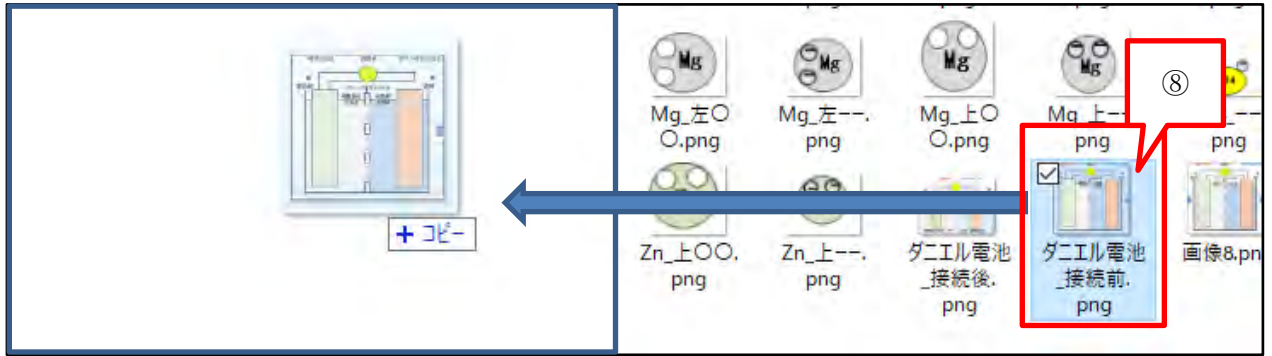 Mg
Mg
Mg
Mg
⑧
Mg_左〇
〇.png
Mg_左--.
png
Mg_上〇
〇.png
Mg_上--
png
png
Zn_上〇〇.
png
Zn_上--.
png
ダニエル電池
_接続後.
png
ダニエル電池
_接続前.
png
画像8.pn
+ コピー